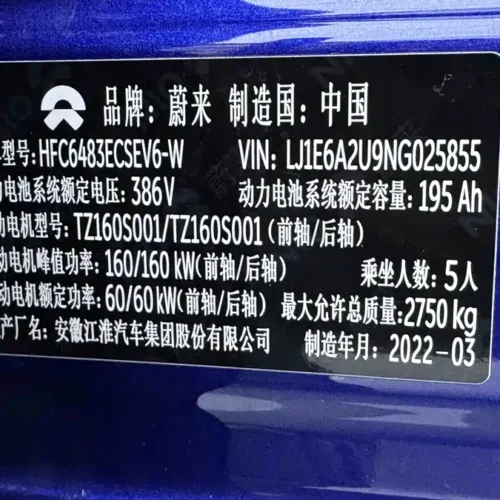 品牌: 蔚来 制造国: 中国
型号: HFC6483ECSEV6-W VIN: LJ1E6A2U9NG025855
力电池系统额定电压: 386V 动力电池系统额定容量: 195 Ah
动电机型号: TZ160S001/TZ160S001 (前轴/后轴)
动电机峰值功率: 160/160 kW(前轴/后轴) 乘坐人数: 5人
动电机额定功率: 60/60 kW(前轴/后轴) 最大允许总质量: 2750 kg
产厂名: 安徽江淮汽车集团股份有限公司 制造年月: 2022-03